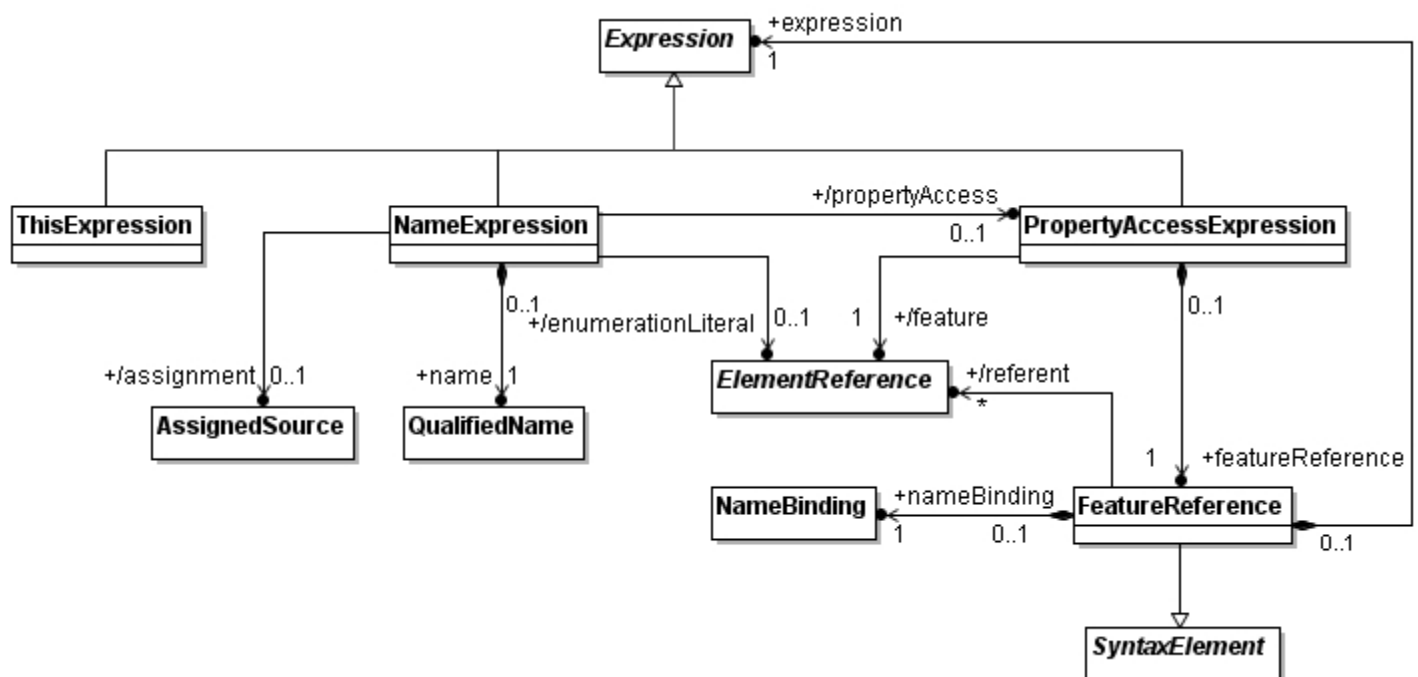 Expression
+expression
1
+/propertyAccess
0..1
ThisExpression
NameExpression
PropertyAccessExpression
0..1
+/enumerationLiteral
0..1
1
+/feature
0..1
+/assignment
0..1
+name
1
ElementReference
+/referent
*
AssignedSource
QualifiedName
1
+featureReference
NameBinding
+nameBinding
1
0..1
FeatureReference
0..1
SyntaxElement